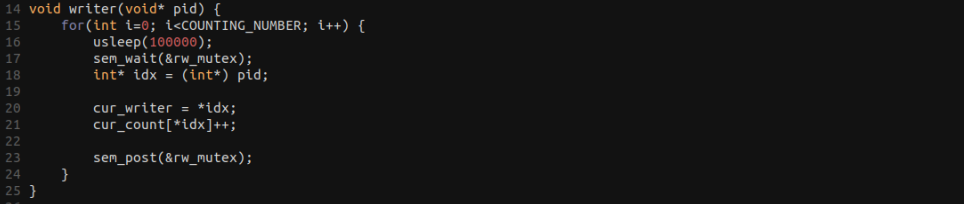 14 void writer(void* pid) {
15     for(int i=0; i<COUNTING_NUMBER; i++) {
16         usleep(100000);
17         sem_wait(&rw_mutex);
18         int* idx = (int*) pid;
19
20         cur_writer = *idx;
21         cur_count[*idx]++;
22
23         sem_post(&rw_mutex);
24     }
25 }